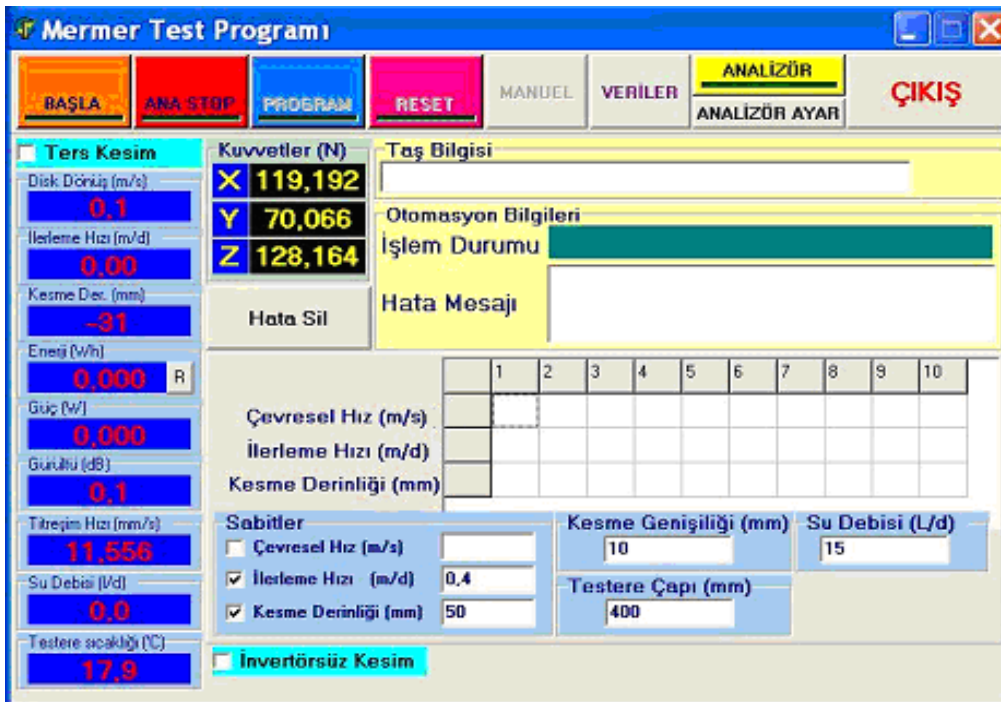 Mermer Test Programı
BAŞLA
ANA STOP
PROGRAM
RESET
MANUEL
VERİLER
ANALİZÖR
ANALİZÖR AYAR
ÇIKIŞ
Ters Kesim
Disk Dönüş (m/s)
0,1
İlerleme Hızı (m/d)
0,00
Kesme Der. (mm)
-31
Enerji (Wh)
0,000
R
Güç (W)
0,000
Gürültü (dB)
0,1
Titreşim Hızı (mm/s)
11,556
Su Debisi (l/d)
0,0
Testere sıcaklığı (°C)
17,9
Kuvvetler (N)
X 119,192
Y 70,066
Z 128,164
Hata Sil
Taş Bilgisi
Otomasyon Bilgileri
İşlem Durumu
Hata Mesajı
1 2 3 4 5 6 7 8 9 10
Çevresel Hız (m/s)
İlerleme Hızı (m/d)
Kesme Derinliği (mm)
Sabitler
Çevresel Hız (m/s)
İlerleme Hızı (m/d) 0,4
Kesme Derinliği (mm) 50
Kesme Genişiliği (mm)
10
Su Debisi (L/d)
15
Testere Çapı (mm)
400
İnvertörsüz Kesim